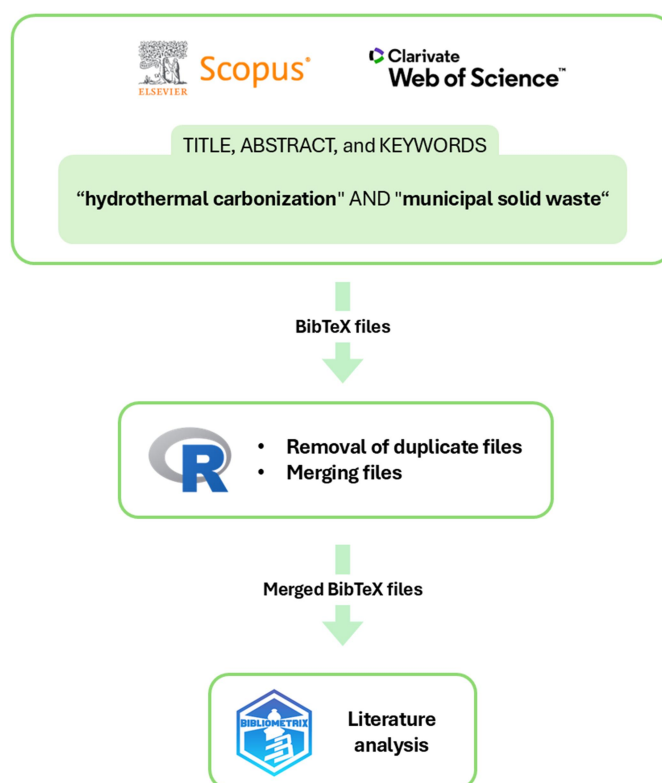 ELSEVIER
Scopus®
Clarivate
Web of Science™
TITLE, ABSTRACT, and KEYWORDS
“hydrothermal carbonization" AND "municipal solid waste“
BibTeX files
R
• Removal of duplicate files
• Merging files
Merged BibTeX files
BIBLIOMETRIX
Literature
analysis